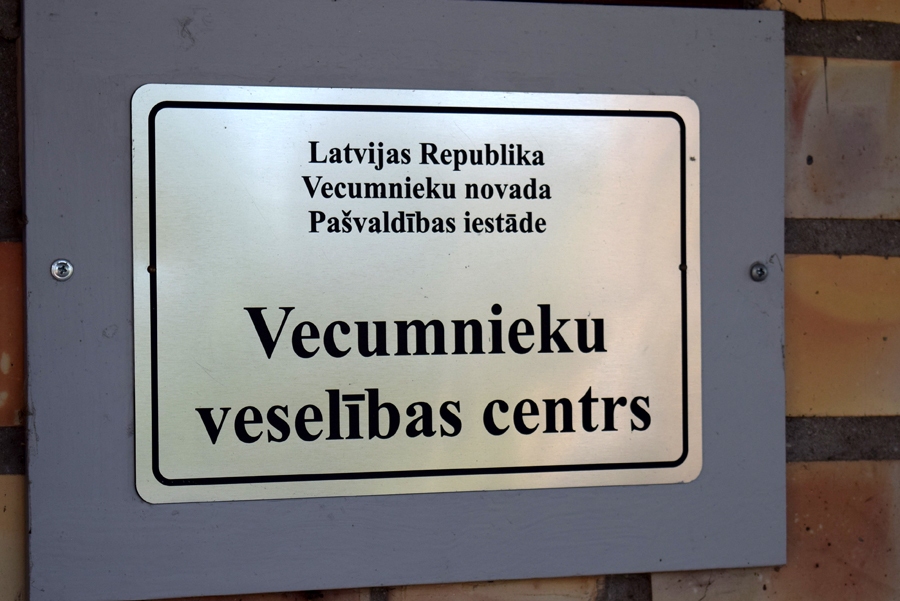 Latvijas Republika
Vecumnieku novada
Pašvaldības iestāde
Vecumnieku
veselības centrs